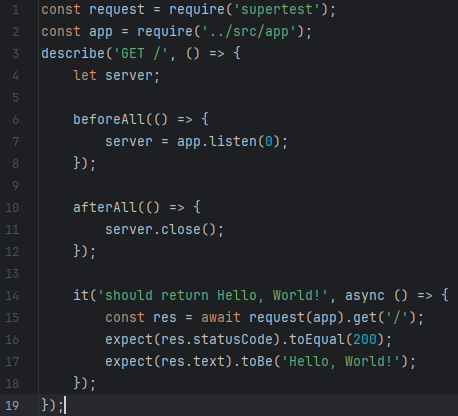 1 const request = require('supertest');
2 const app = require('../src/app');
3 describe('GET /', () => {
4     let server;
5
6     beforeAll(() => {
7         server = app.listen(0);
8     });
9
10     afterAll(() => {
11         server.close();
12     });
13
14     it('should return Hello, World!', async () => {
15         const res = await request(app).get('/');
16         expect(res.statusCode).toEqual(200);
17         expect(res.text).toBe('Hello, World!');
18     });
19 });